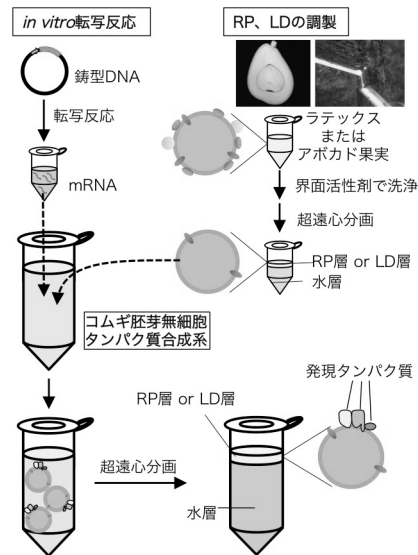 in vitro転写反応
RP、LDの調製
鋳型DNA
転写反応
mRNA
ラテックス
または
アボカド果実
界面活性剤で洗浄
超遠心分画
RP層 or LD層
水層
コムギ胚芽無細胞
タンパク質合成系
発現タンパク質
RP層 or LD層
超遠心分画
水層